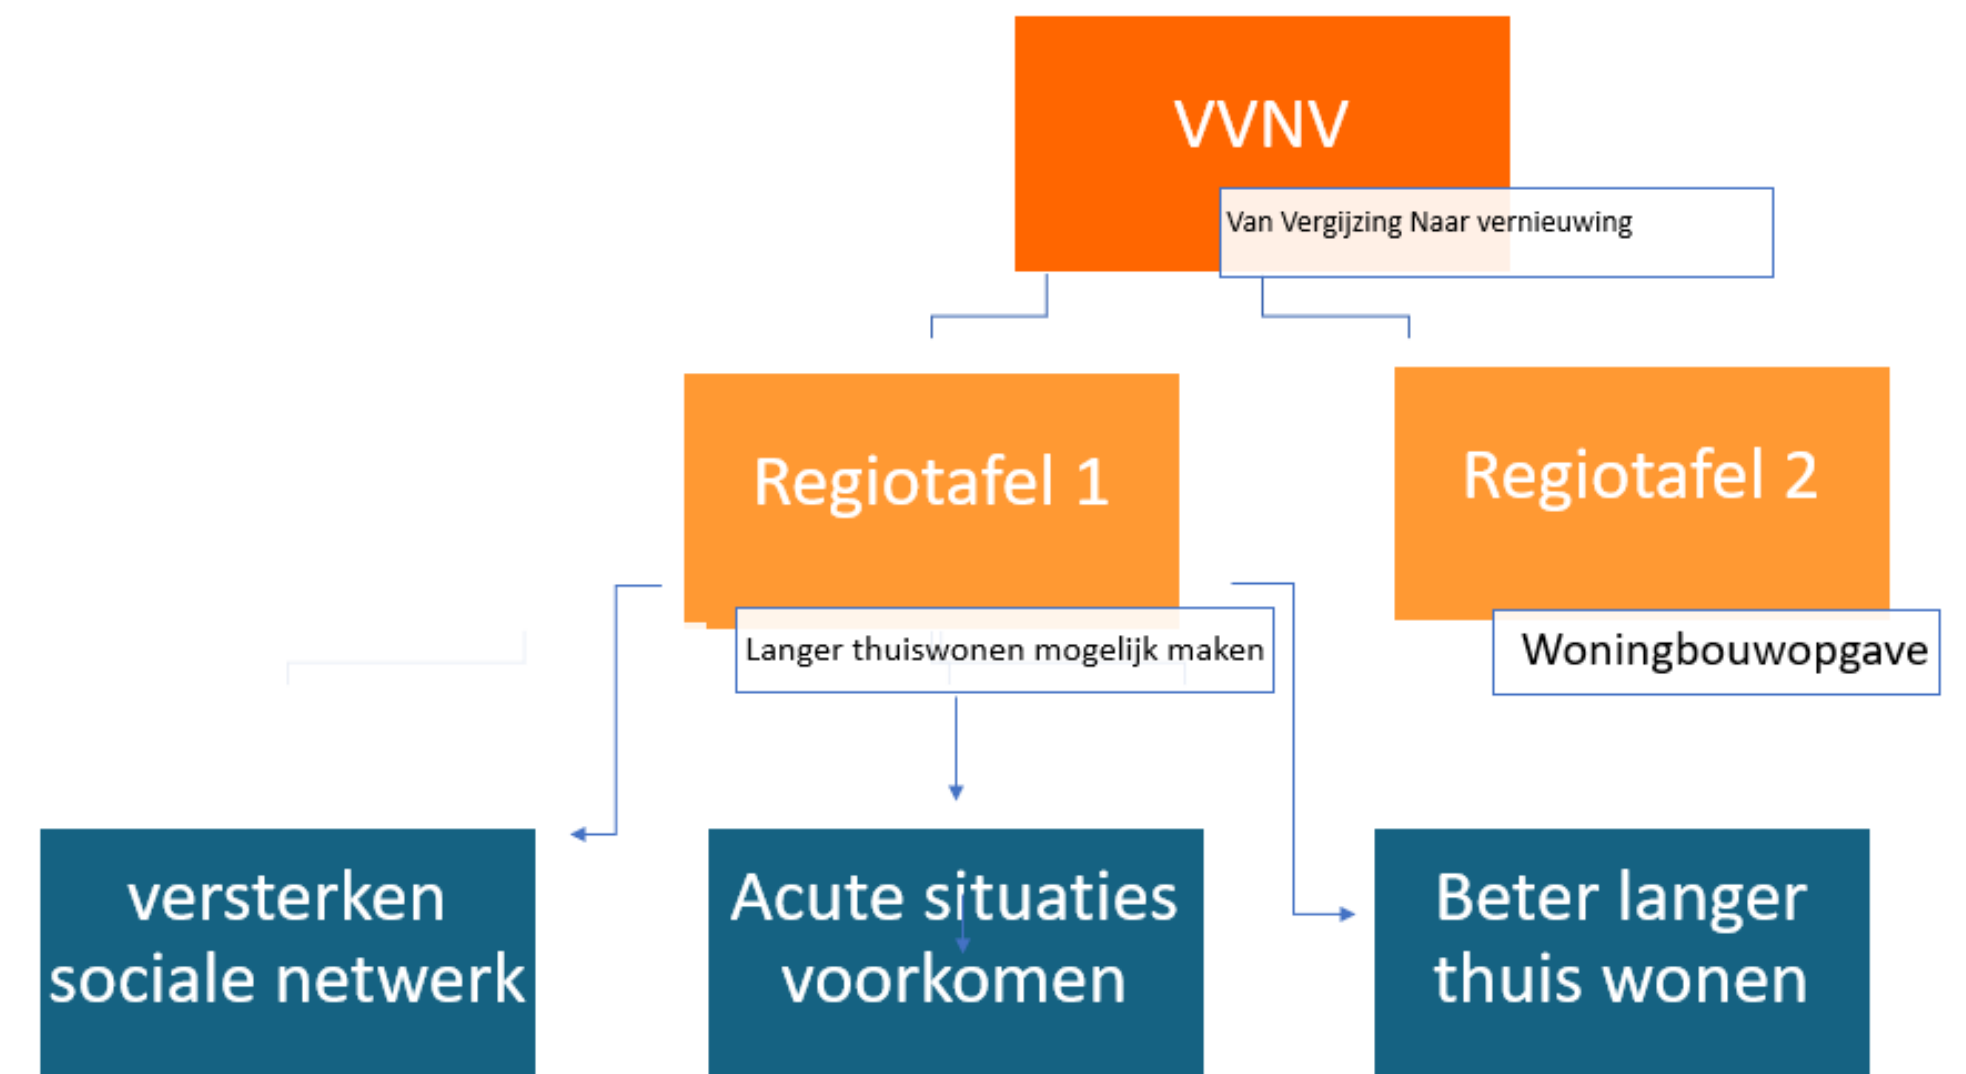 VVNV
Van Vergijzing Naar vernieuwing
Regiotafel 1
Langer thuiswonen mogelijk maken
Regiotafel 2
Woningbouwopgave
versterken
sociale netwerk
Acute situaties
voorkomen
Beter langer
thuis wonen